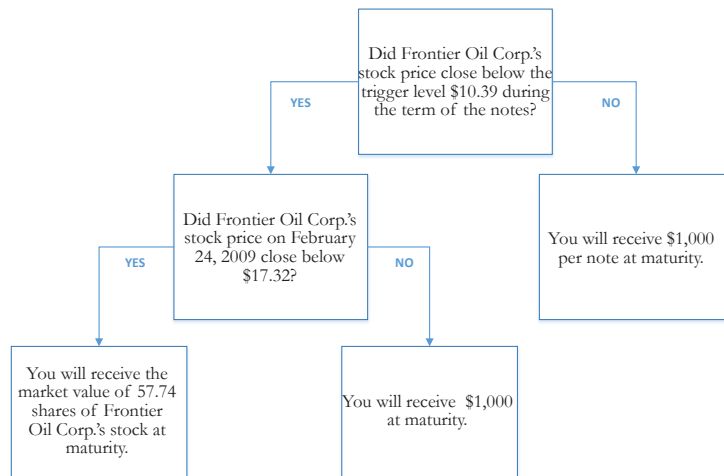 Did Frontier Oil Corp.'s
stock price close below the
trigger level $10.39 during
the term of the notes?
YES
NO
Did Frontier Oil Corp.'s
stock price on February
24, 2009 close below
$17.32?
You will receive $1,000
per note at maturity.
YES
NO
You will receive the
market value of 57.74
shares of Frontier
Oil Corp.'s stock at
maturity.
You will receive $1,000
at maturity.